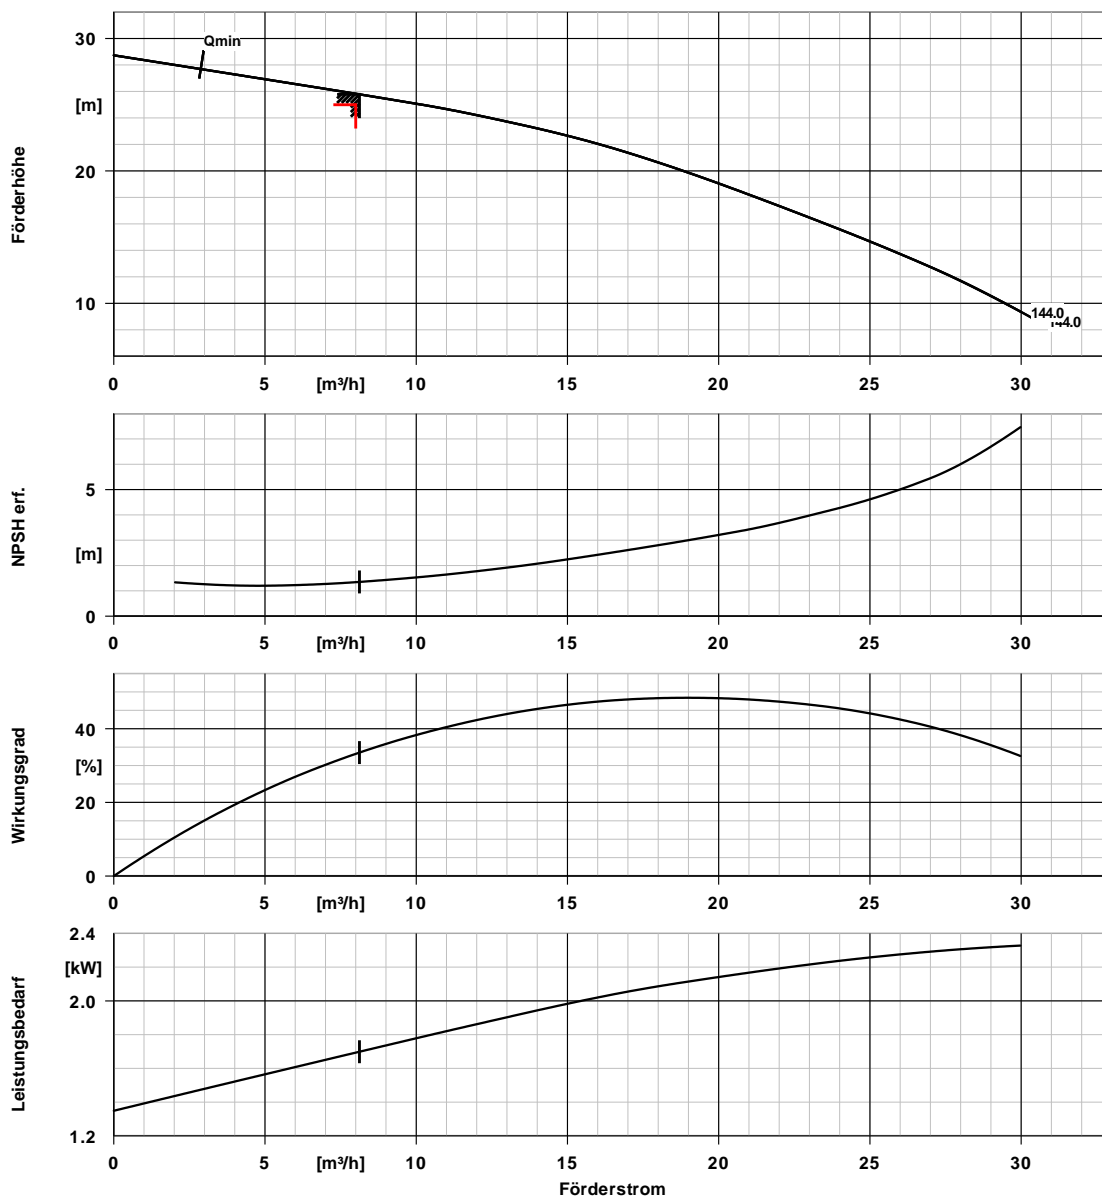 Qmin
30
[m]
20
10
Förderhöhe
144.0
144.0
0 5 [m³/h] 10 15 20 25 30
5
[m]
0
NPSH erf.
0 5 [m³/h] 10 15 20 25 30
40
[%]
20
0
Wirkungsgrad
0 5 [m³/h] 10 15 20 25 30
2.4
[kW]
2.0
1.2
Leistungsbedarf
0 5 [m³/h] 10 15 20 25 30
Förderstrom